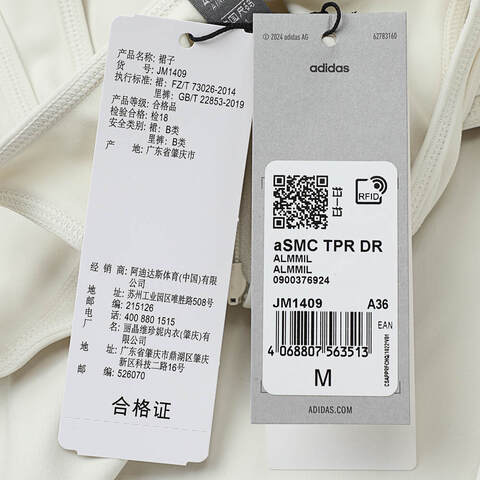 产品名称: 裙子
货 号: JM1409
执行标准: 裙: FZ/T 73026-2014
里裤: GB/T 22853-2019
产品等级: 合格品
检验合格: 检18
安全类别: 裙: B类
里裤: B类
产 地: 广东省肇庆市
经 销 商: 阿迪达斯体育(中国)有限
公司
地 址: 苏州工业园区唯胜路508号
邮 编: 215126
电 话: 400 880 1515
厂 名: 丽晶维珍妮内衣(肇庆)有
限公司
地 址: 广东省肇庆市鼎湖区肇庆
新区科技二路16号
邮 编: 526070
合格证
© 2024 adidas AG
62783160
adidas
RFID
aSMC TPR DR
ALMMIL
ALMMIL
0900376924
JM1409 A36
EAN
4 068807 563513
M
ADIDAS.COM